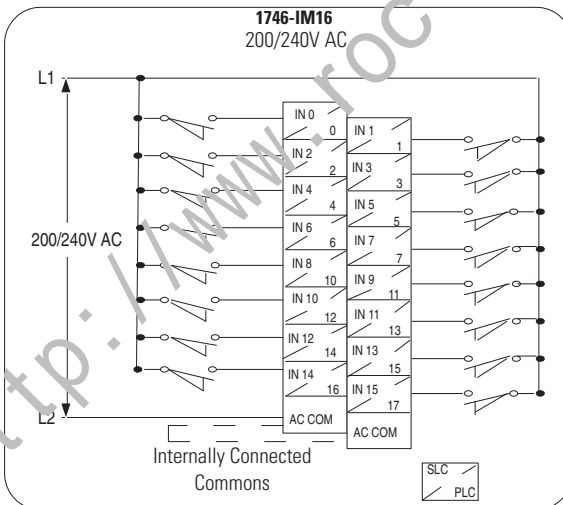 1746-IM16
200/240V AC
L1
IN 0
0
IN 1
1
IN 2
2
IN 3
3
IN 4
4
IN 5
5
IN 6
6
IN 7
7
200/240V AC
IN 8
10
IN 9
11
IN 10
12
IN 11
13
IN 12
14
IN 13
15
IN 14
16
IN 15
17
L2
AC COM
AC COM
Internally Connected
Commons
SLC
PLC
ttp://www.roc